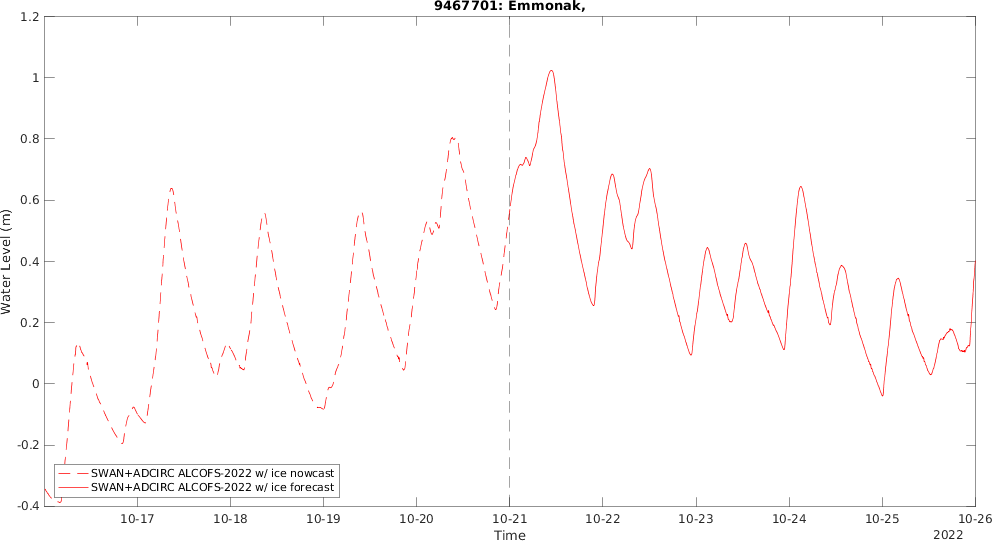 9467701: Emmonak,
1.2
1
0.8
0.6
0.4
0.2
0
-0.2
-0.4
Water Level (m)
SWAN+ADCIRC ALCOFS-2022 w/ ice nowcast
SWAN+ADCIRC ALCOFS-2022 w/ ice forecast
10-17 10-18 10-19 10-20 10-21 10-22 10-23 10-24 10-25 10-26
Time
2022